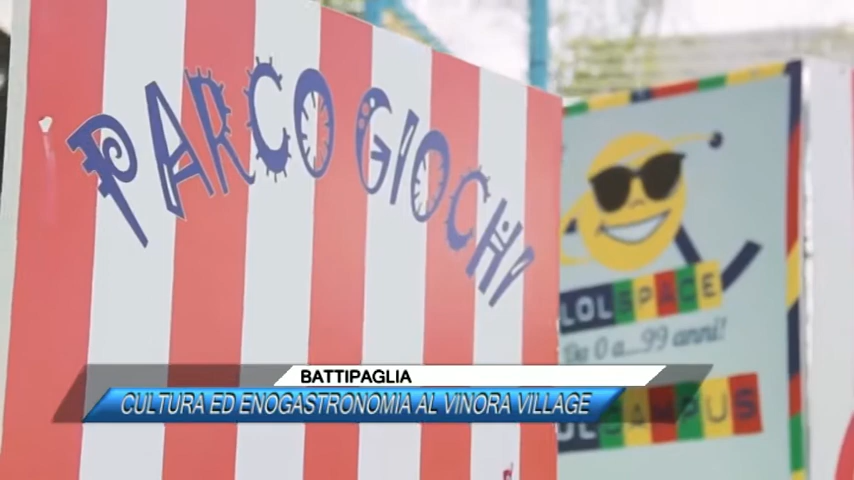 PARCO GIOCHI
LOLSPACE
Da 0 a...99 anni!
BATTIPAGLIA
CULTURA ED ENOGASTRONOMIA AL VINORA VILLAGE